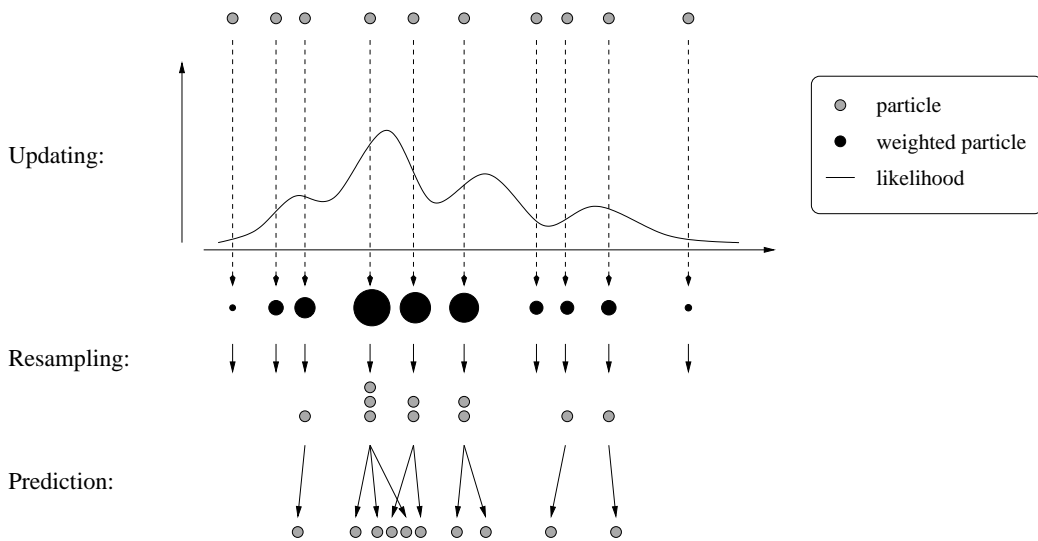 particle
Updating:
weighted particle
likelihood
Resampling:
Prediction: